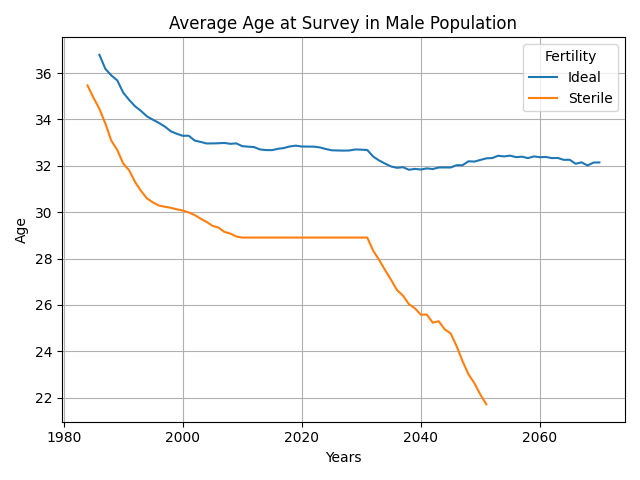 Average Age at Survey in Male Population
Fertility
Ideal
Sterile
Age
36
34
32
30
28
26
24
22
1980
2000
2020
2040
2060
Years